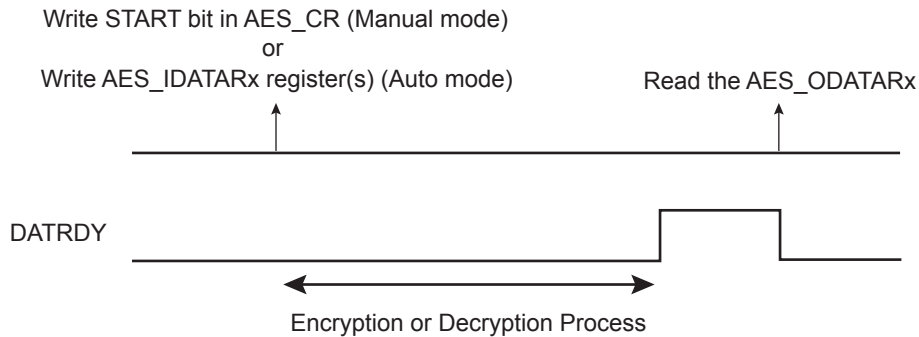 Write START bit in AES_CR (Manual mode)
or
Write AES_IDATARx register(s) (Auto mode)
Read the AES_ODATARx
DATRDY
Encryption or Decryption Process